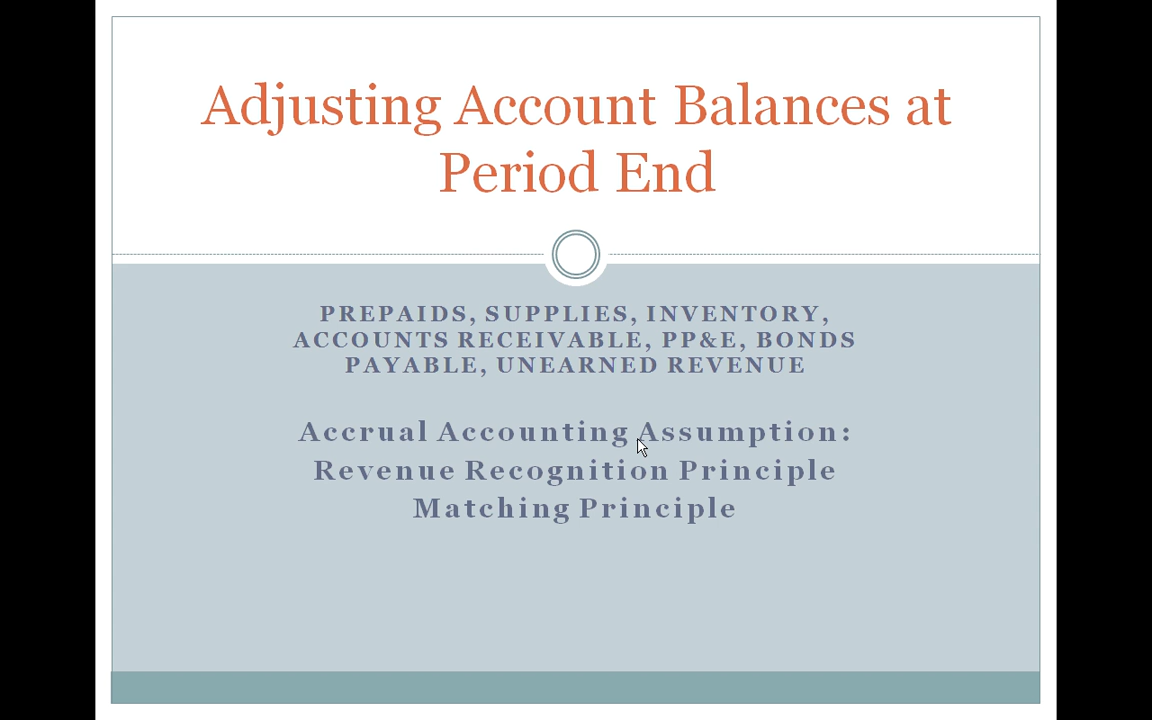 Adjusting Account Balances at
Period End
PREPAIDS, SUPPLIES, INVENTORY,
ACCOUNTS RECEIVABLE, PP&E, BONDS
PAYABLE, UNEARNED REVENUE
Accrual Accounting Assumption:
Revenue Recognition Principle
Matching Principle